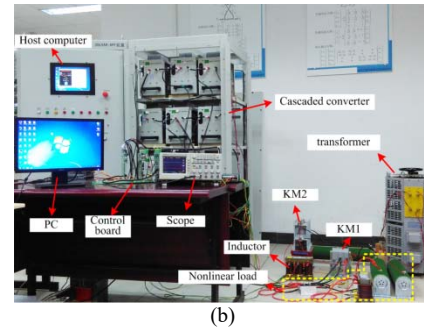 Host computer
Cascaded converter
transformer
KM2
KM1
PC
Control
board
Scope
Inductor
Nonlinear load
(b)